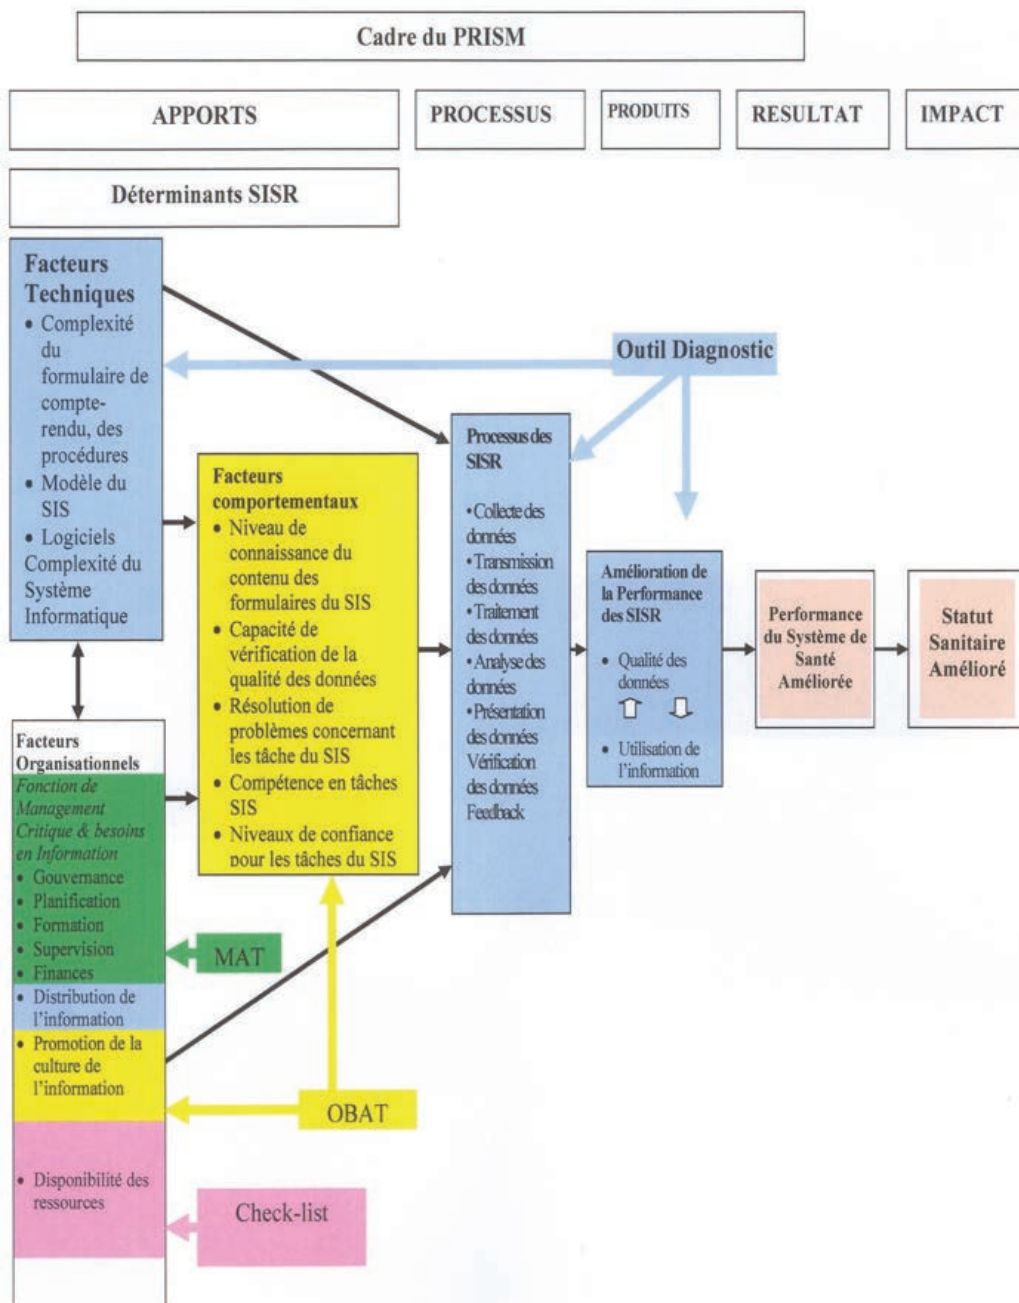 Cadre du PRISM
APPORTS
PROCESSUS
PRODUITS
RESULTAT
IMPACT
Déterminants SISR
Facteurs
Techniques
• Complexité
du
formulaire de
compte-
rendu, des
procédures
• Modèle du
SIS
• Logiciels
Complexité du
Système
Informatique
Outil Diagnostic
Facteurs
comportementaux
• Niveau de
connaissance du
contenu des
formulaires du SIS
• Capacité de
vérification de la
qualité des données
• Résolution de
problèmes concernant
les tâche du SIS
• Compétence en tâches
SIS
• Niveaux de confiance
pour les tâches du SIS
Processus des
SISR
• Collecte des
données
• Transmission
des données
• Traitement
des données
• Analyse des
données
• Présentation
des données
Vérification
des données
Feedback
Amélioration de
la Performance
des SISR
• Qualité des
données
• Utilisation de
l'information
Performance
du Système de
Santé
Améliorée
Statut
Sanitaire
Amélioré
Facteurs
Organisationnels
Fonction de
Management
Critique & besoins
en Information
• Gouvernance
• Planification
• Formation
• Supervision
• Finances
• Distribution de
l'information
• Promotion de la
culture de
l'information
• Disponibilité des
ressources
MAT
OBAT
Check-list